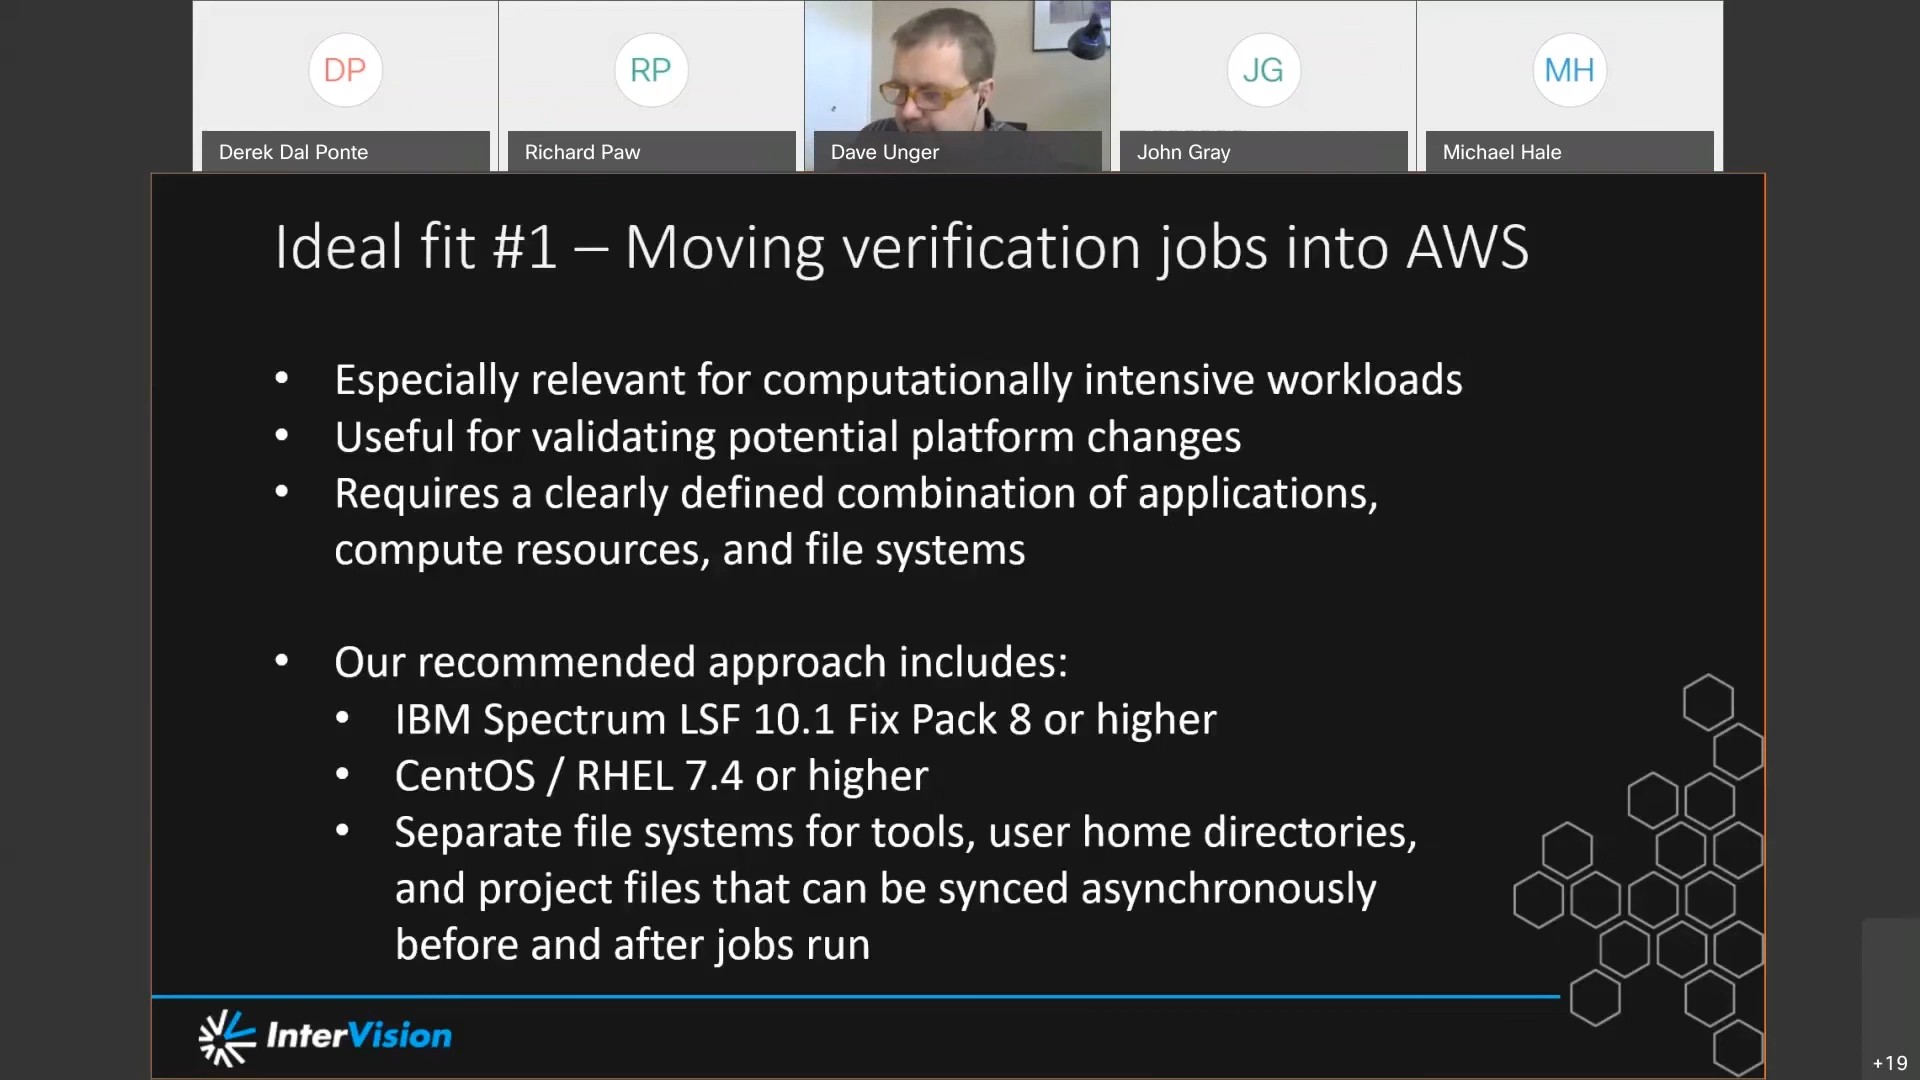 DP
RP
JG
MH
Derek Dal Ponte
Richard Paw
Dave Unger
John Gray
Michael Hale
Ideal fit #1 – Moving verification jobs into AWS
• Especially relevant for computationally intensive workloads
• Useful for validating potential platform changes
• Requires a clearly defined combination of applications,
compute resources, and file systems
• Our recommended approach includes:
• IBM Spectrum LSF 10.1 Fix Pack 8 or higher
• CentOS / RHEL 7.4 or higher
• Separate file systems for tools, user home directories,
and project files that can be synced asynchronously
before and after jobs run
InterVision
+19